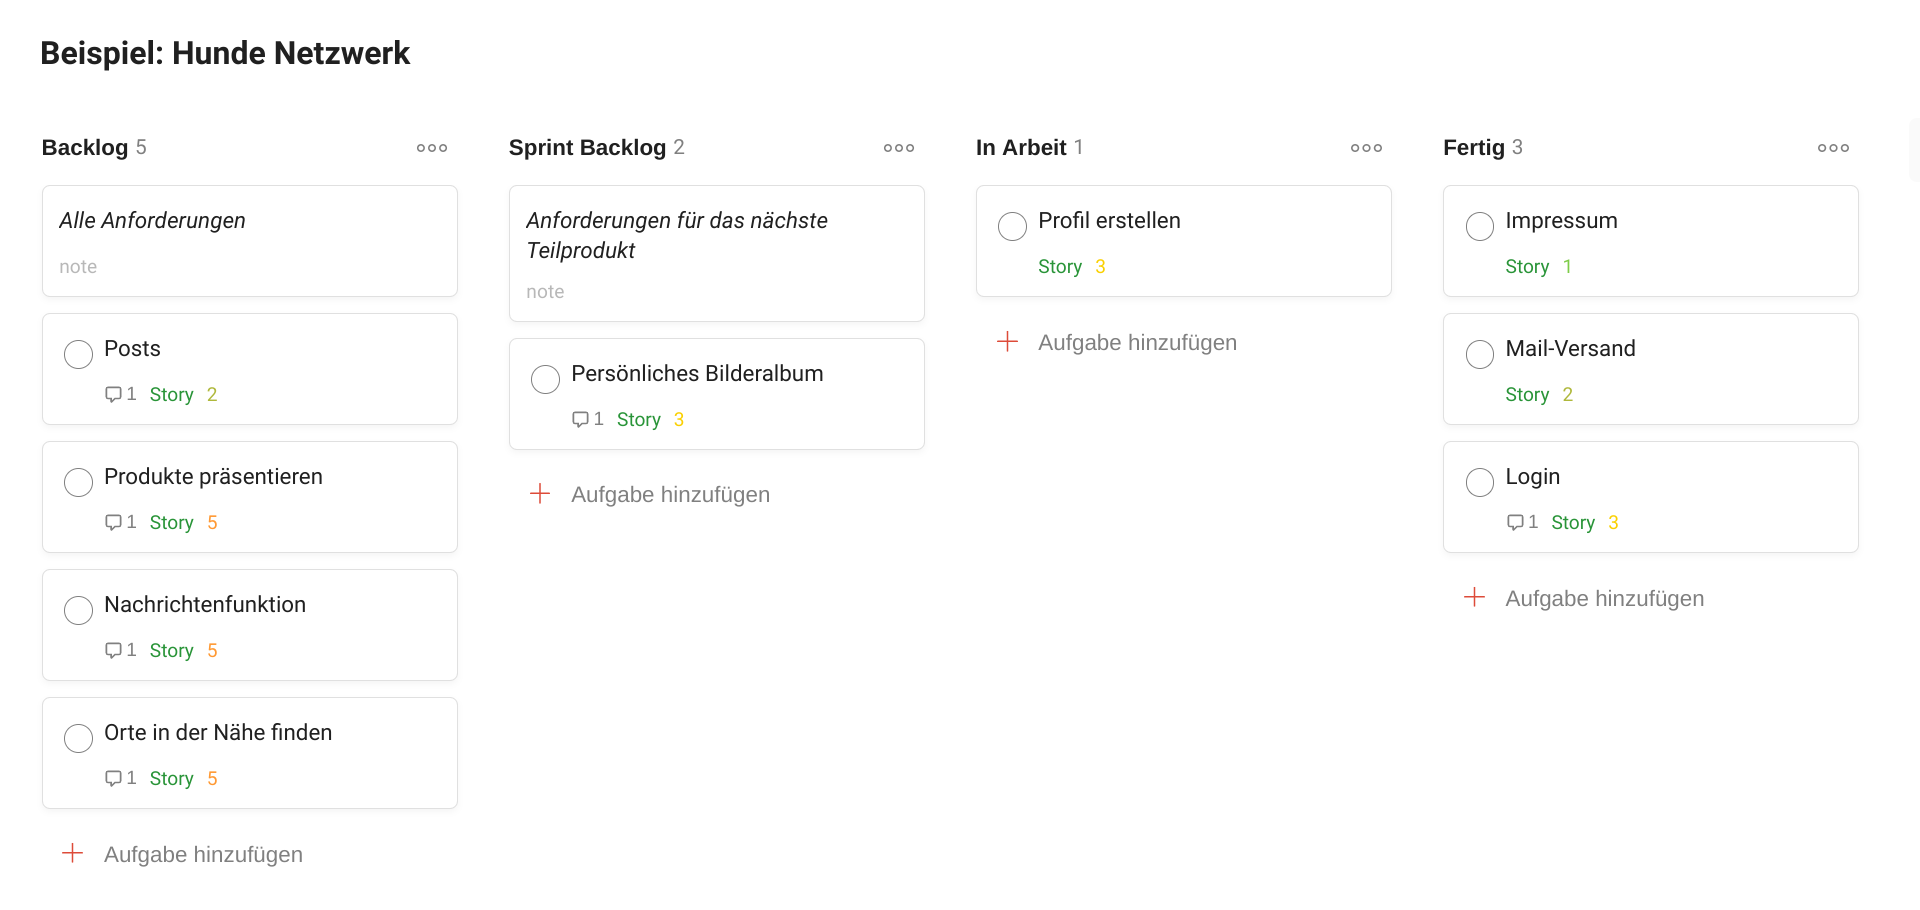 Beispiel: Hunde Netzwerk
Backlog 5
Alle Anforderungen
note
Posts
1 Story 2
Produkte präsentieren
1 Story 5
Nachrichtenfunktion
1 Story 5
Orte in der Nähe finden
1 Story 5
Aufgabe hinzufügen
Sprint Backlog 2
Anforderungen für das nächste
Teilprodukt
note
Persönliches Bilderalbum
1 Story 3
Aufgabe hinzufügen
In Arbeit 1
Profil erstellen
Story 3
Aufgabe hinzufügen
Fertig 3
Impressum
Story 1
Mail-Versand
Story 2
Login
1 Story 3
Aufgabe hinzufügen